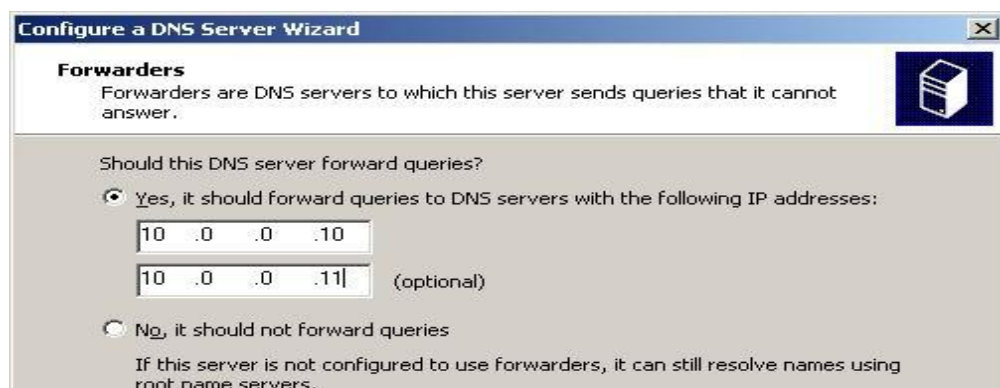 Configure a DNS Server Wizard
Forwarders
Forwarders are DNS servers to which this server sends queries that it cannot
answer.
Should this DNS server forward queries?
Yes, it should forward queries to DNS servers with the following IP addresses:
10 .0 .0 .10
10 .0 .0 .11 (optional)
No, it should not forward queries
If this server is not configured to use forwarders, it can still resolve names using
root name servers.